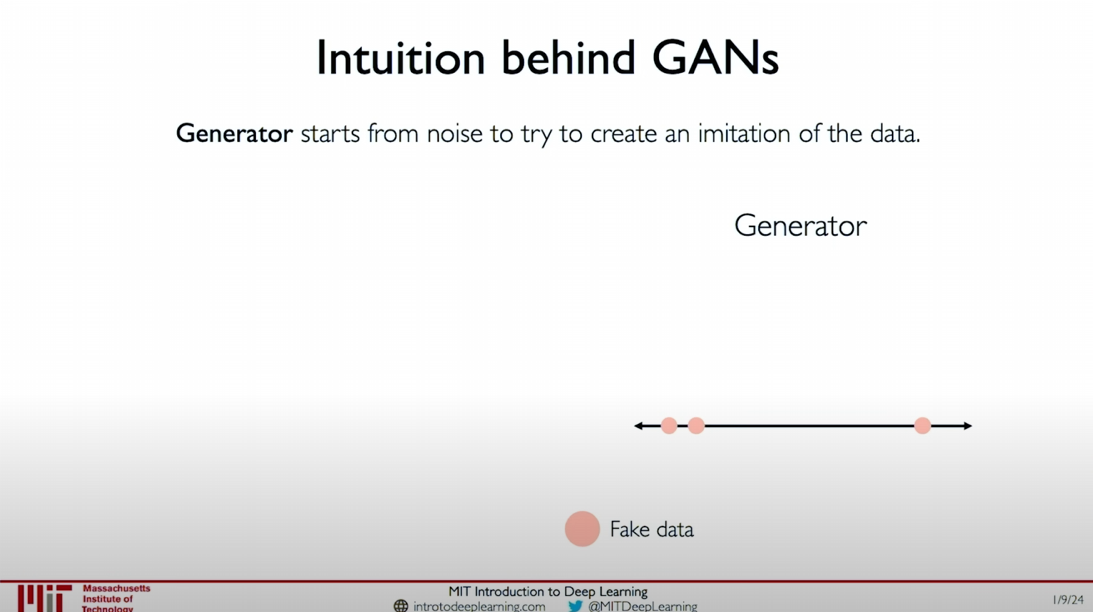 Intuition behind GANs
Generator starts from noise to try to create an imitation of the data.
Generator
Fake data
Massachusetts
Institute of
Technology
MIT Introduction to Deep Learning
introtodeeplearning.com @MITDeepLearning
1/9/24